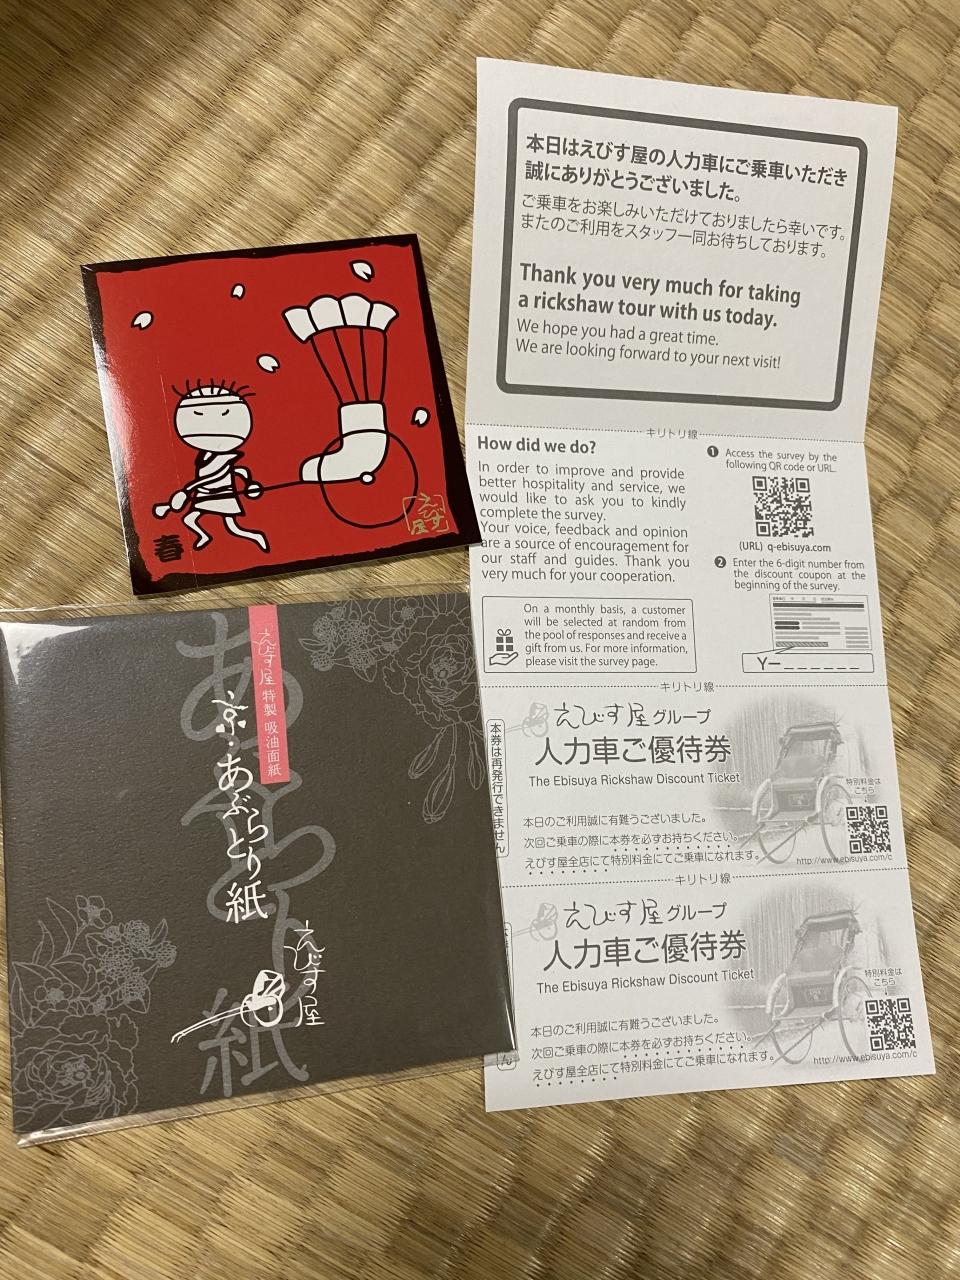 本日はえびす屋の人力車にご乗車いただき
誠にありがとうございました。
ご乗車をお楽しみいただけておりましたら幸いです。
またのご利用をスタッフ一同お待ちしております。
Thank you very much for taking
a rickshaw tour with us today.
We hope you had a great time.
We are looking forward to your next visit!
キリトリ線
How did we do?
In order to improve and provide
better hospitality and service, we
would like to ask you to kindly
complete the survey.
Your voice, feedback and opinion
are a source of encouragement for
our staff and guides. Thank you
very much for your cooperation.
On a monthly basis, a customer
will be selected at random from
the pool of responses and receive a
gift from us. For more information,
please visit the survey page.
❶ Access the survey by the
following QR code or URL.
(URL) q-ebisuya.com
❷ Enter the 6-digit number from
the discount coupon at the
beginning of the survey.
Y－＿＿＿＿＿＿
キリトリ線
本券は再発行できません
えびす屋グループ
人力車ご優待券
The Ebisuya Rickshaw Discount Ticket
本日のご利用誠に有難うございました。
次回ご乗車の際に本券を必ずお持ちください。
えびす屋全店にて特別料金にてご乗車になれます。
特別料金は
こちら
http://www.ebisuya.com/c
キリトリ線
えびす屋グループ
人力車ご優待券
The Ebisuya Rickshaw Discount Ticket
本日のご利用誠に有難うございました。
次回ご乗車の際に本券を必ずお持ちください。
えびす屋全店にて特別料金にてご乗車になれます。
特別料金は
こちら
http://www.ebisuya.com/c
春
えびす屋
えびす屋 特製 吸油面紙
京・あぶらとり紙
えびす屋
あぶらとり紙